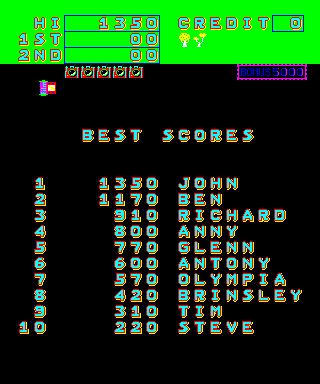 HI 1350 CREDIT 0
1ST 00
2ND 00
BONUS 5000
BEST SCORES
1 1350 JOHN
2 1170 BEN
3 910 RICHARD
4 800 ANNY
5 770 GLENN
6 600 ANTONY
7 570 OLYMPIA
8 420 BRINSLEY
9 310 TIM
10 220 STEVE